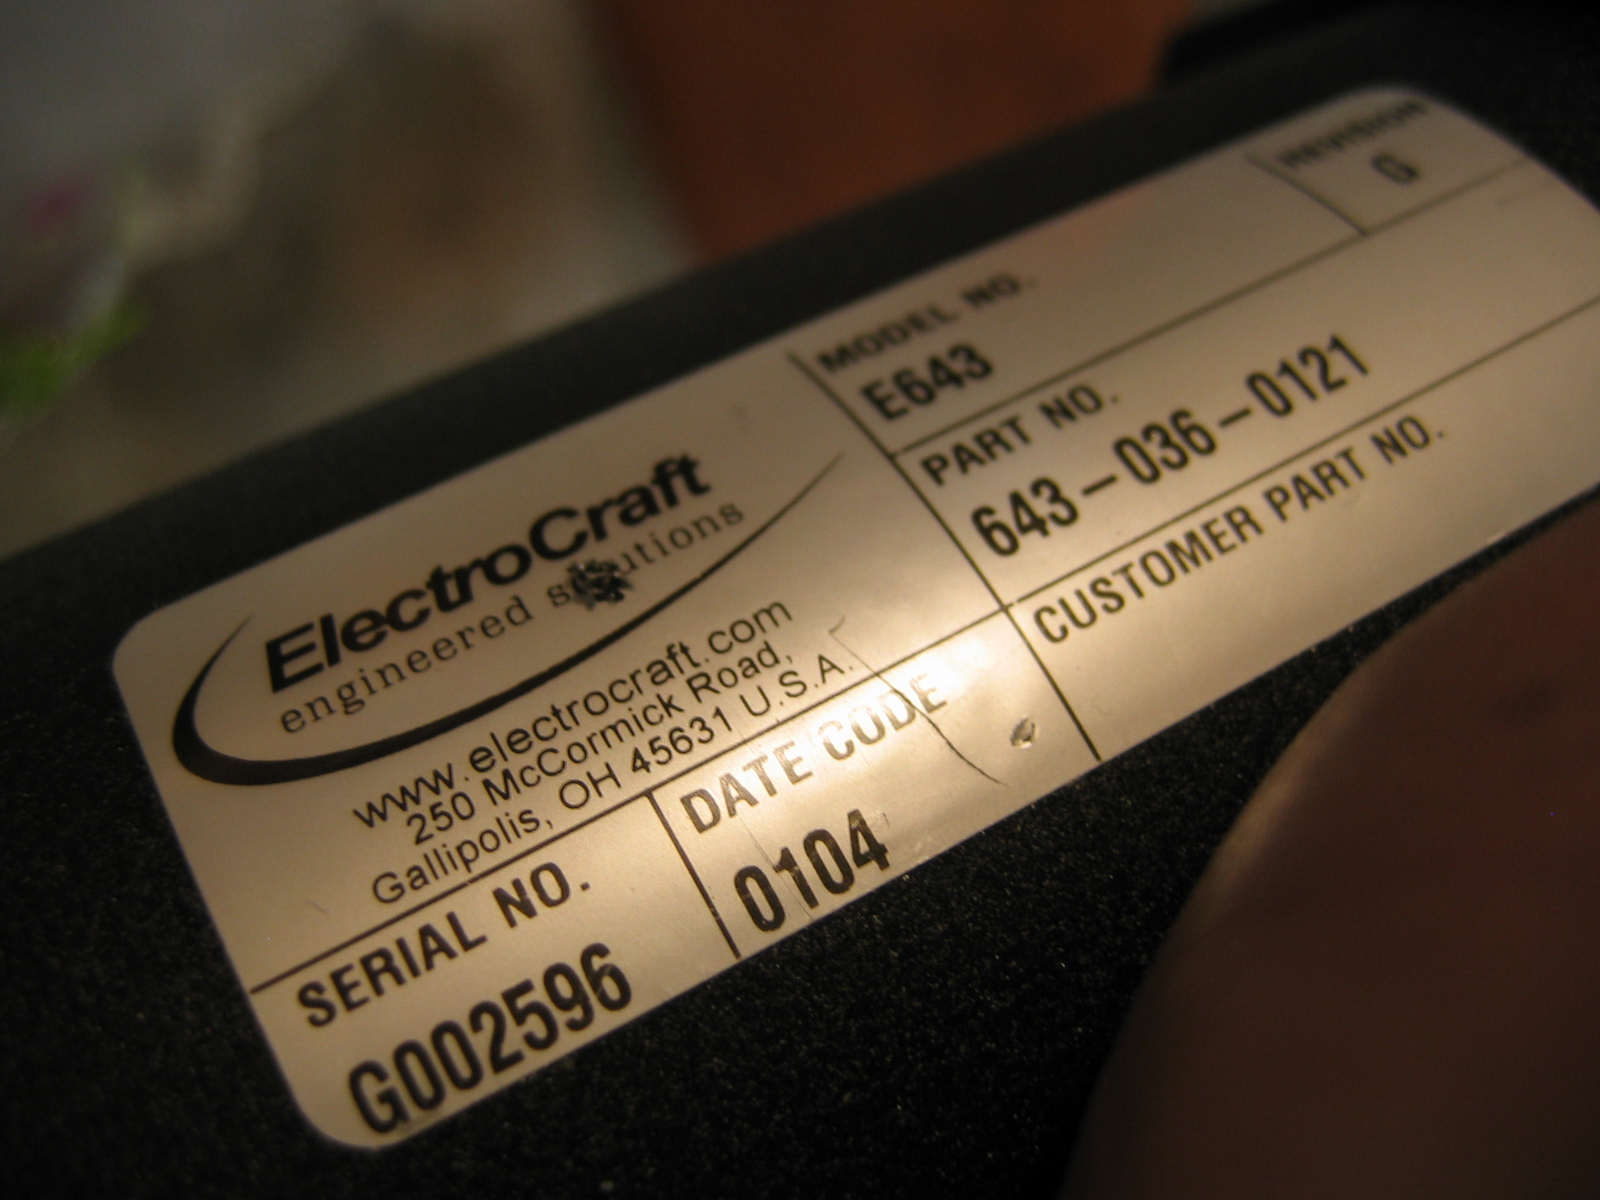 ElectroCraft
engineered solutions
www.electrocraft.com
250 McCormick Road,
Gallipolis, OH 45631 U.S.A.
SERIAL NO.
G002596
DATE CODE
0104
MODEL NO.
E643
REVISION
G
PART NO.
643-036-0121
CUSTOMER PART NO.